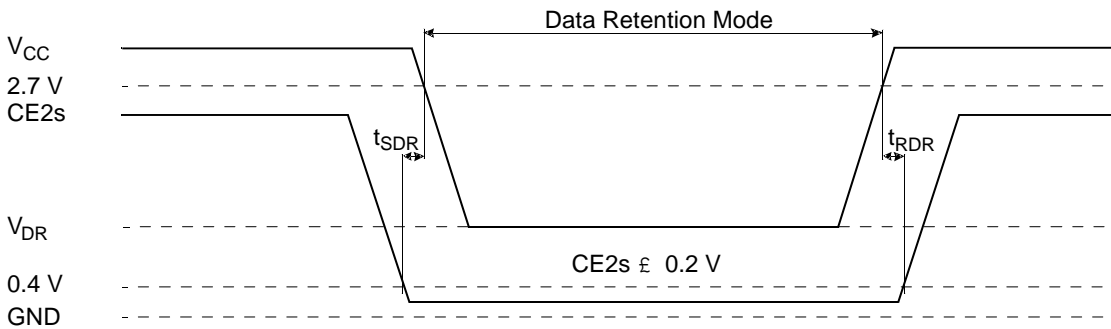 Data Retention Mode
VCC
2.7 V
CE2s
tSDR
tRDR
VDR
CE2s £ 0.2 V
0.4 V
GND